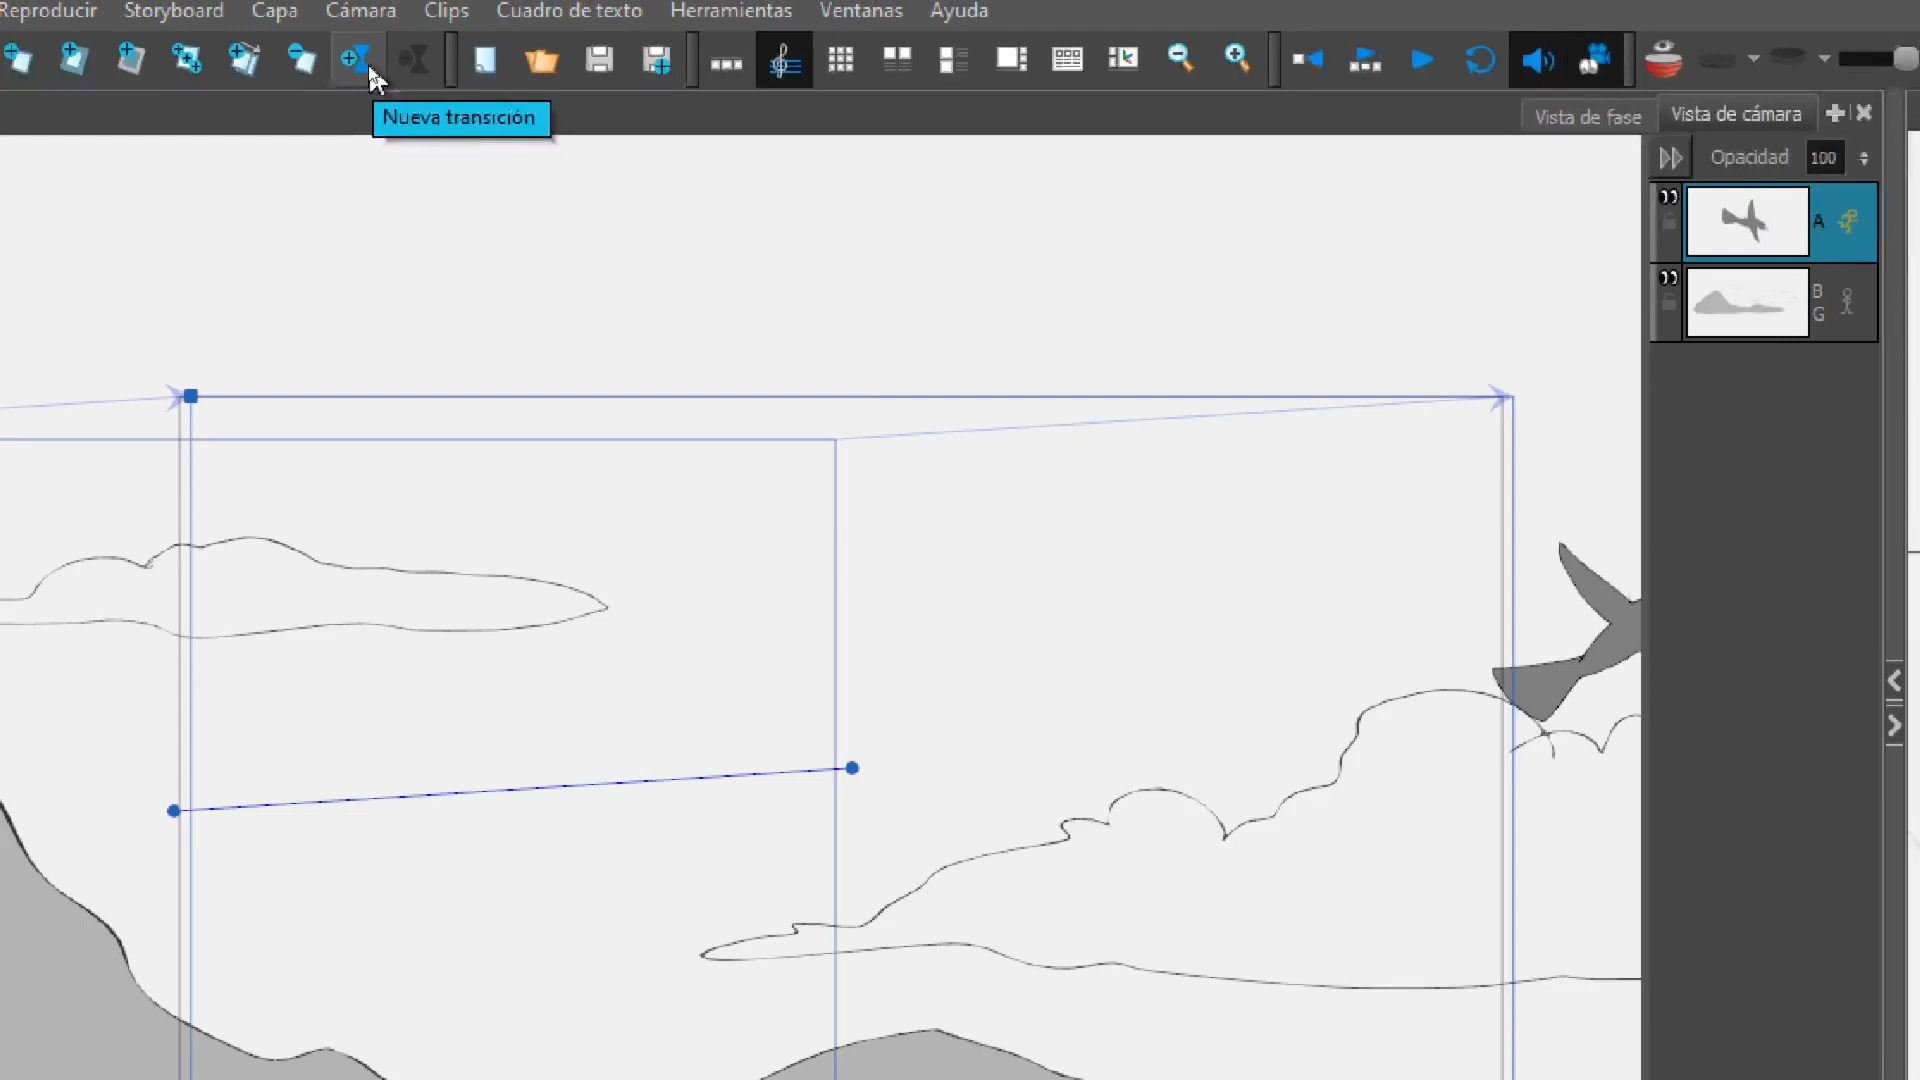 Reproducir Storyboard Capa Cámara Clips Cuadro de texto Herramientas Ventanas Ayuda
Nueva transición
Vista de fase Vista de cámara
Opacidad 100
A
B
G